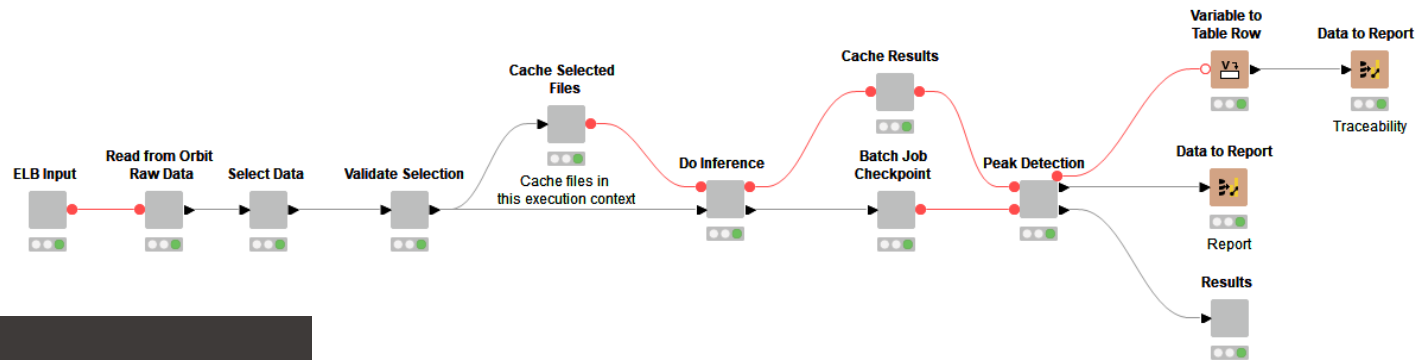 Variable to
Table Row
Data to Report
Cache Selected
Files
Cache Results
V
Traceability
ELB Input
Read from Orbit
Raw Data
Select Data
Validate Selection
Cache files in
this execution context
Do Inference
Batch Job
Checkpoint
Peak Detection
Data to Report
Report
Results